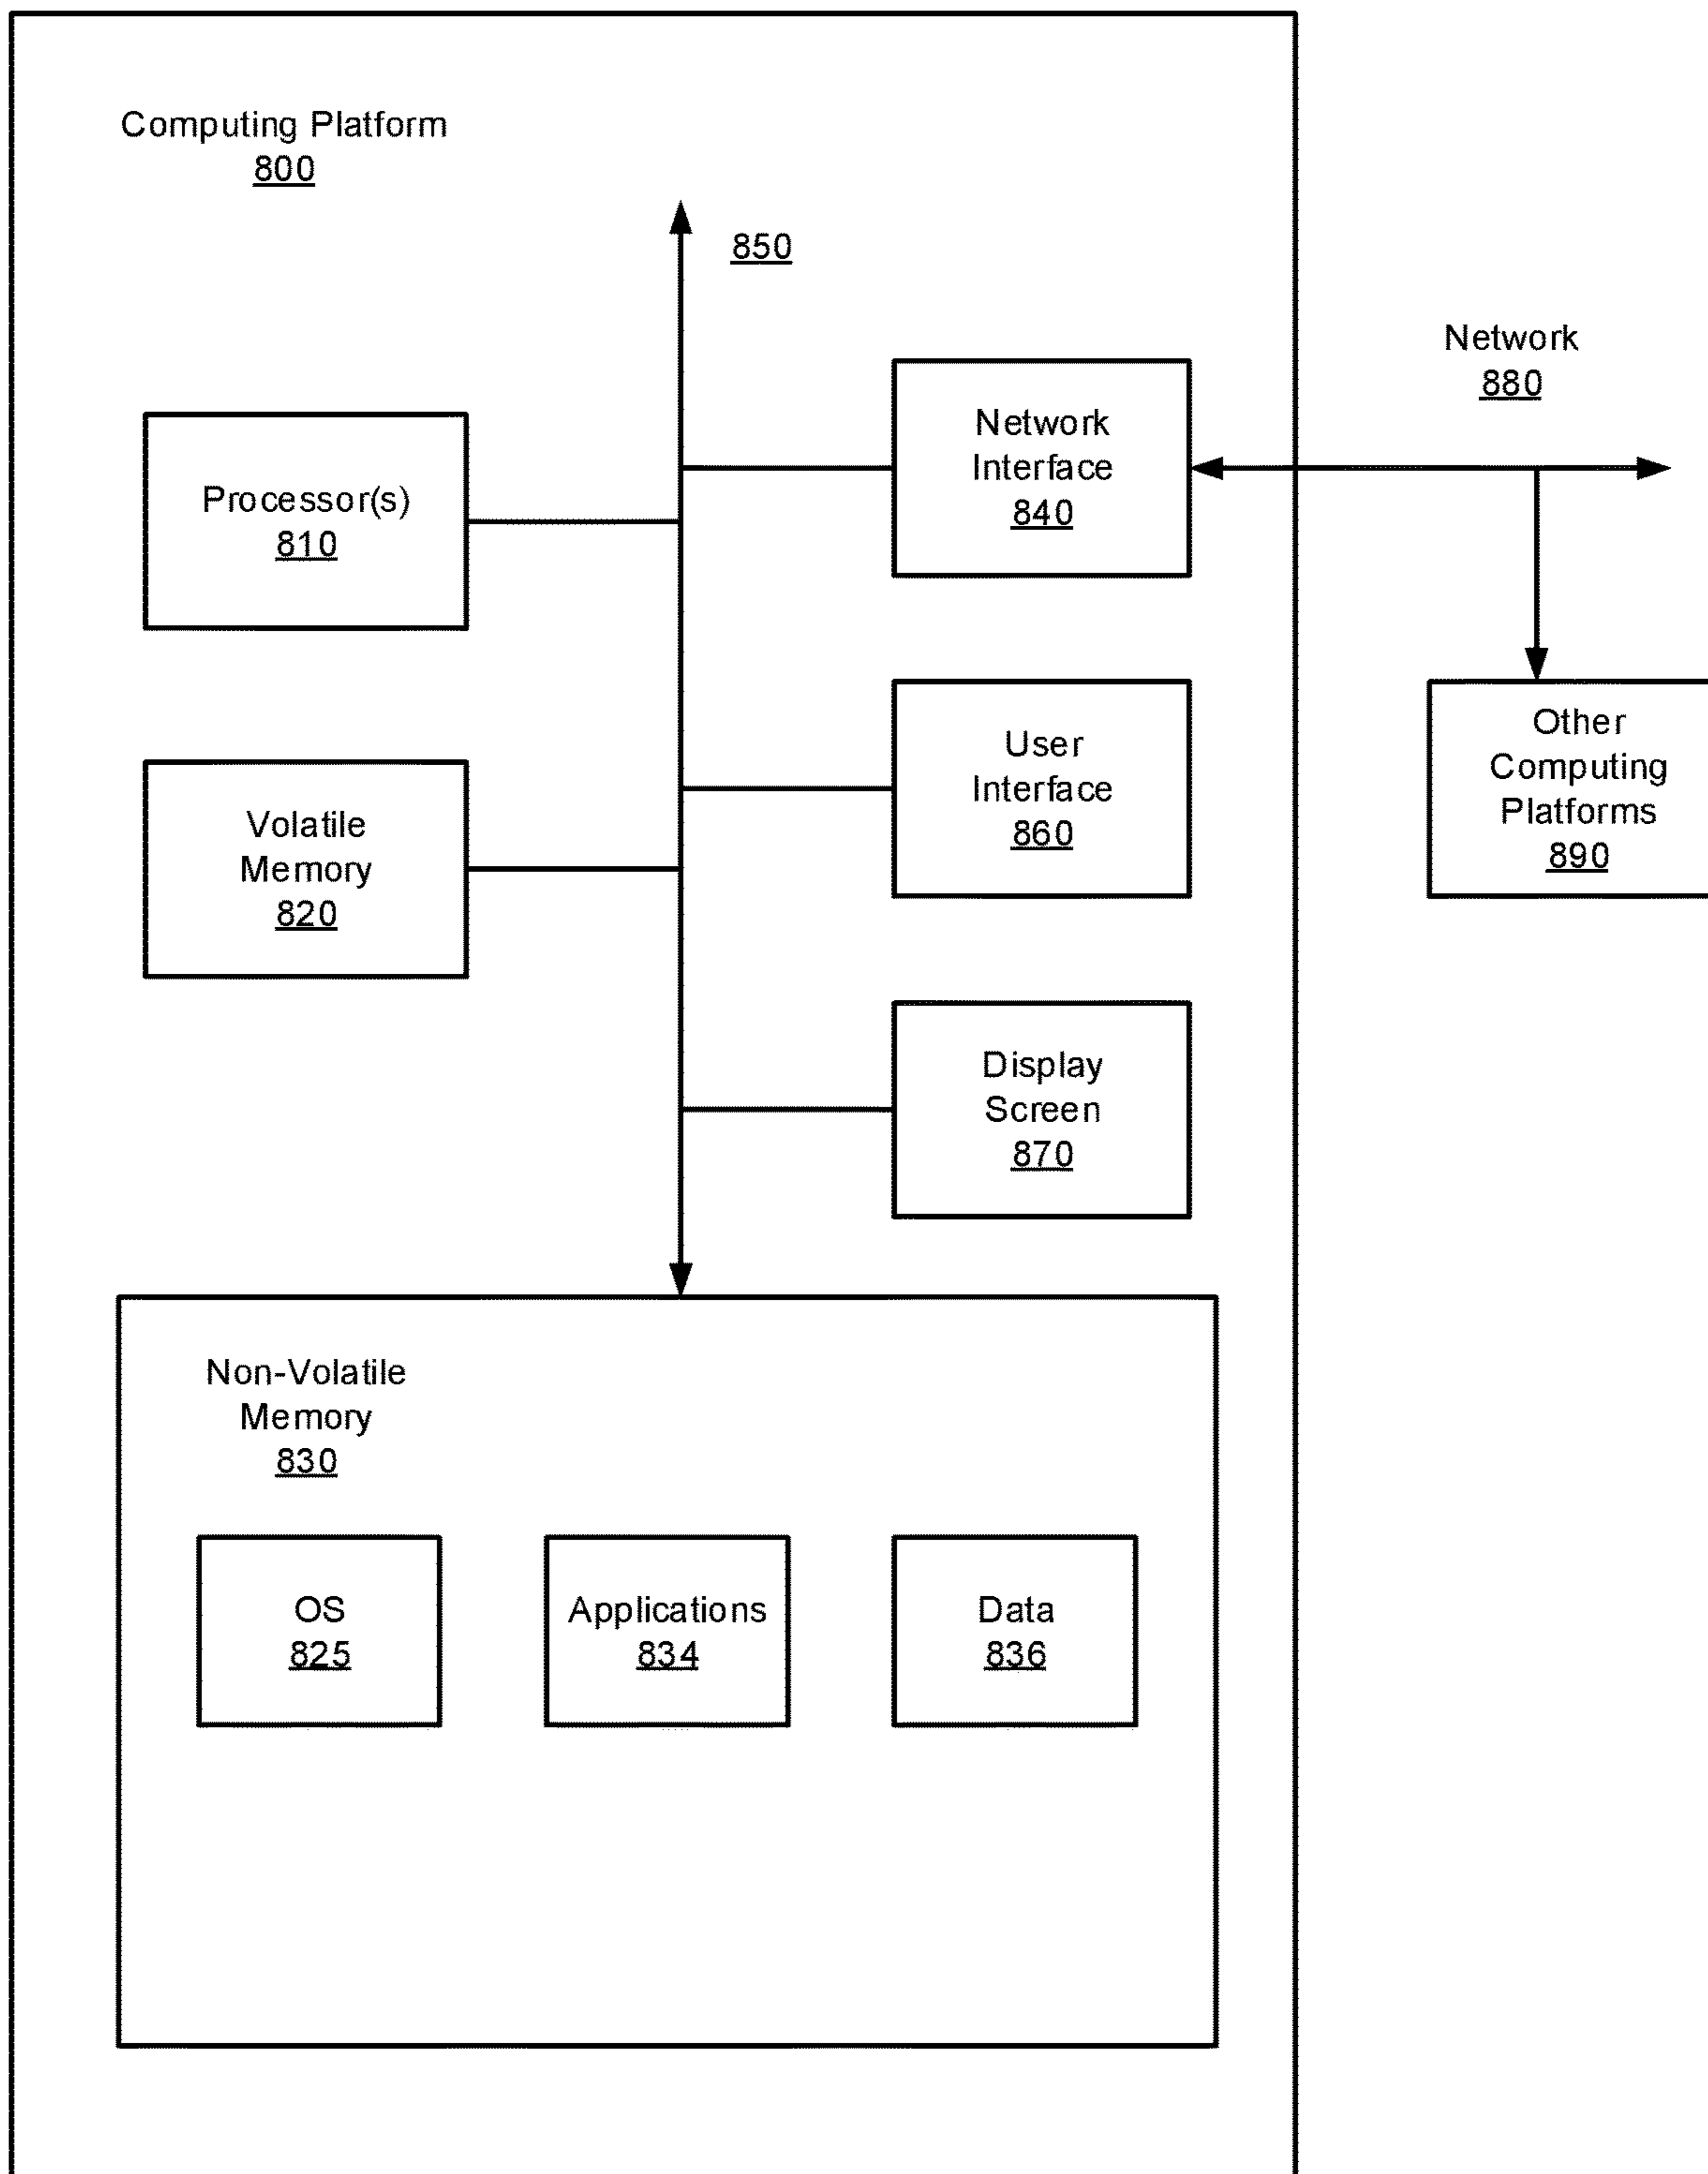 Computing Platform
800
850
Network
880
Network
Interface
840
Processor(s)
810
User
Interface
860
Other
Computing
Platforms
890
Volatile
Memory
820
Display
Screen
870
Non-Volatile
Memory
830
OS
825
Applications
834
Data
836